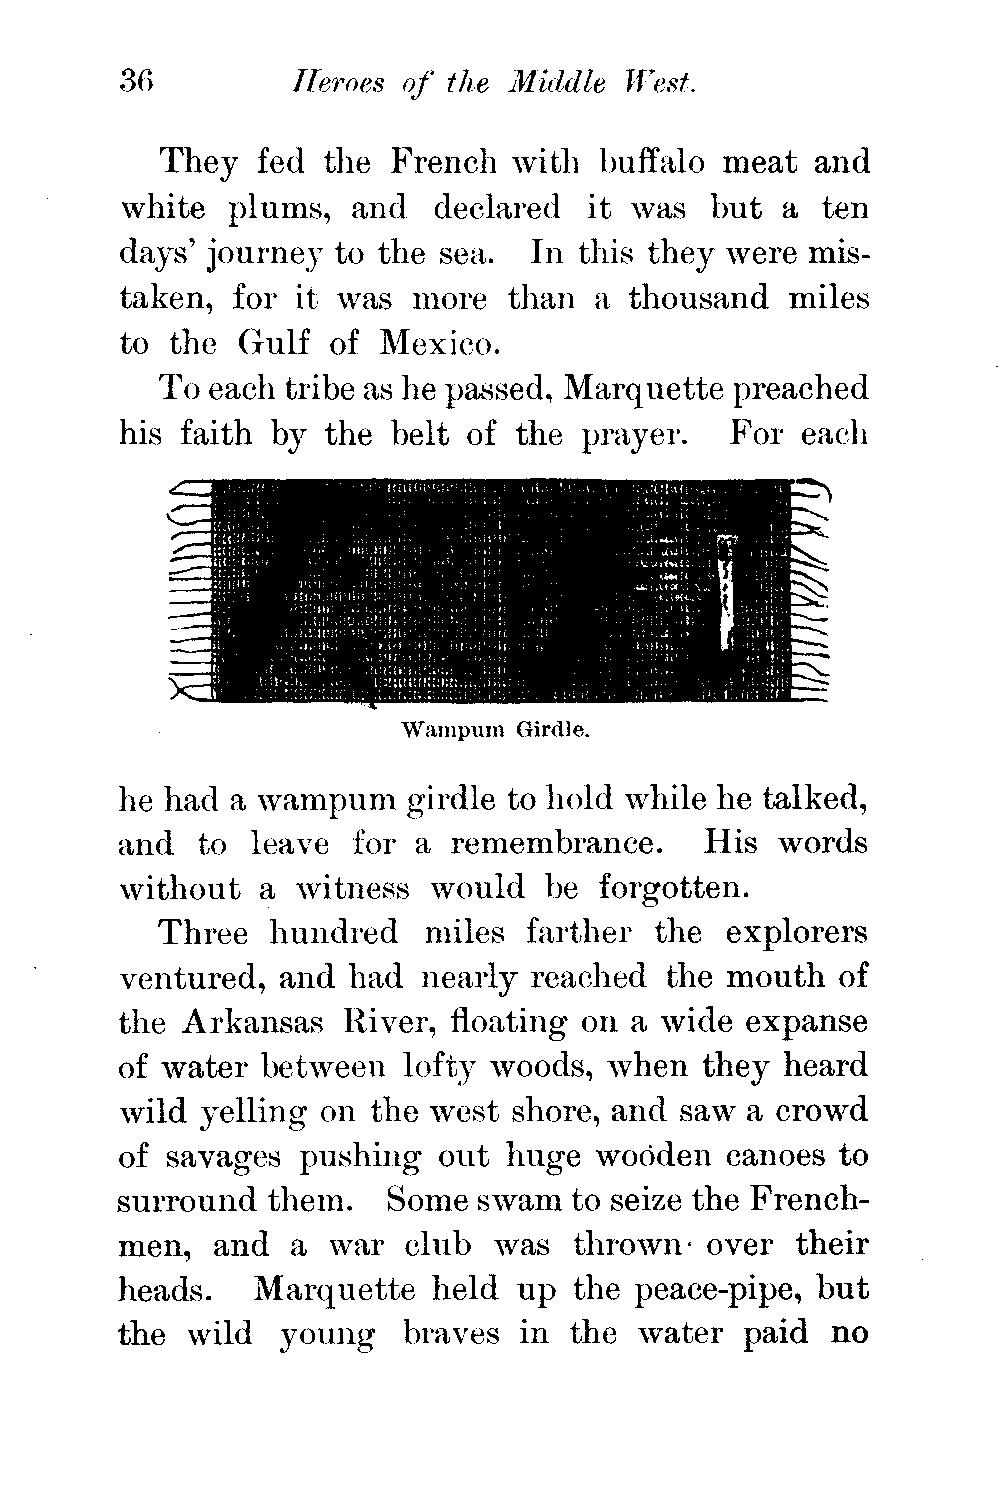 36 Heroes of the Middle West.
They fed the French with buffalo meat and
white plums, and declared it was but a ten
days' journey to the sea. In this they were mis-
taken, for it was more than a thousand miles
to the Gulf of Mexico.
To each tribe as he passed, Marquette preached
his faith by the belt of the prayer. For each
Wampum Girdle.
he had a wampum girdle to hold while he talked,
and to leave for a remembrance. His words
without a witness would be forgotten.
Three hundred miles farther the explorers
ventured, and had nearly reached the mouth of
the Arkansas River, floating on a wide expanse
of water between lofty woods, when they heard
wild yelling on the west shore, and saw a crowd
of savages pushing out huge wooden canoes to
surround them. Some swam to seize the French-
men, and a war club was thrown over their
heads. Marquette held up the peace-pipe, but
the wild young braves in the water paid no